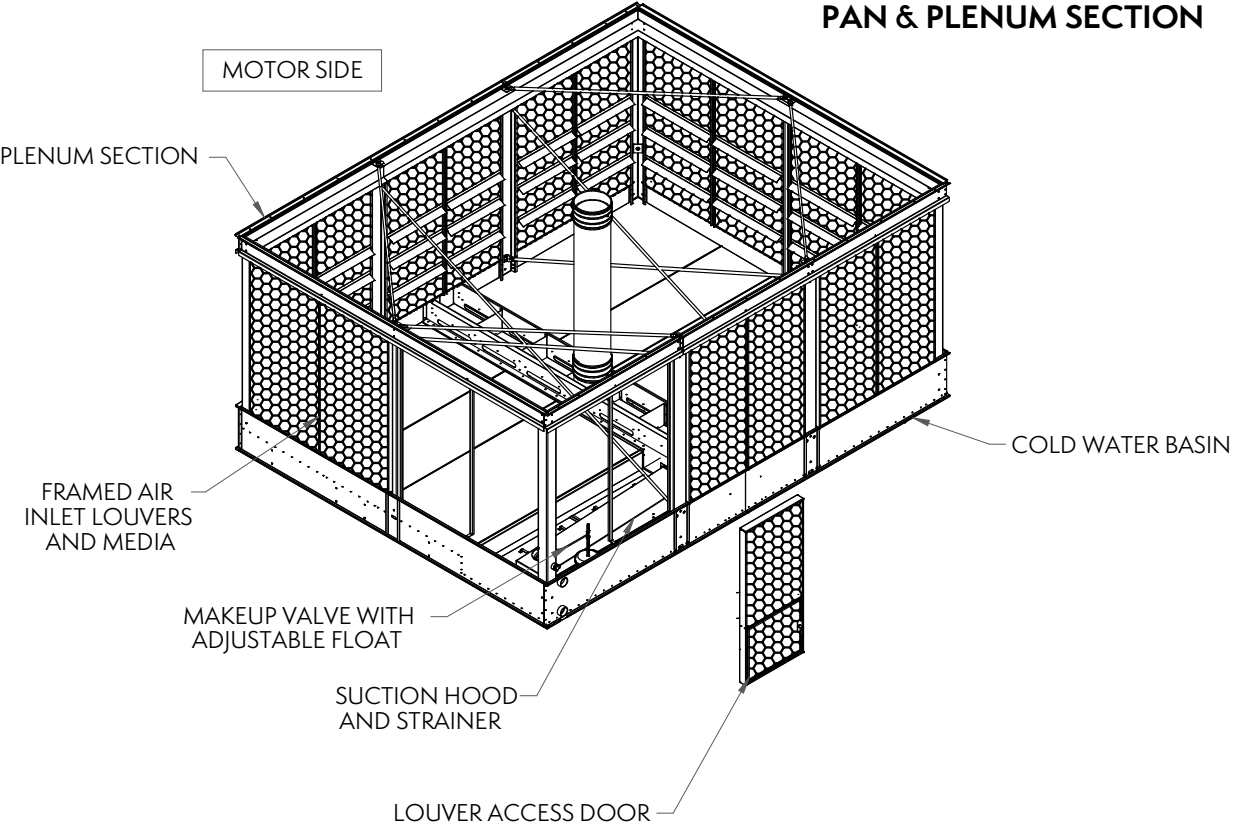 PAN & PLENUM SECTION
MOTOR SIDE
PLENUM SECTION
COLD WATER BASIN
FRAMED AIR
INLET LOUVERS
AND MEDIA
MAKEUP VALVE WITH
ADJUSTABLE FLOAT
SUCTION HOOD
AND STRAINER
LOUVER ACCESS DOOR